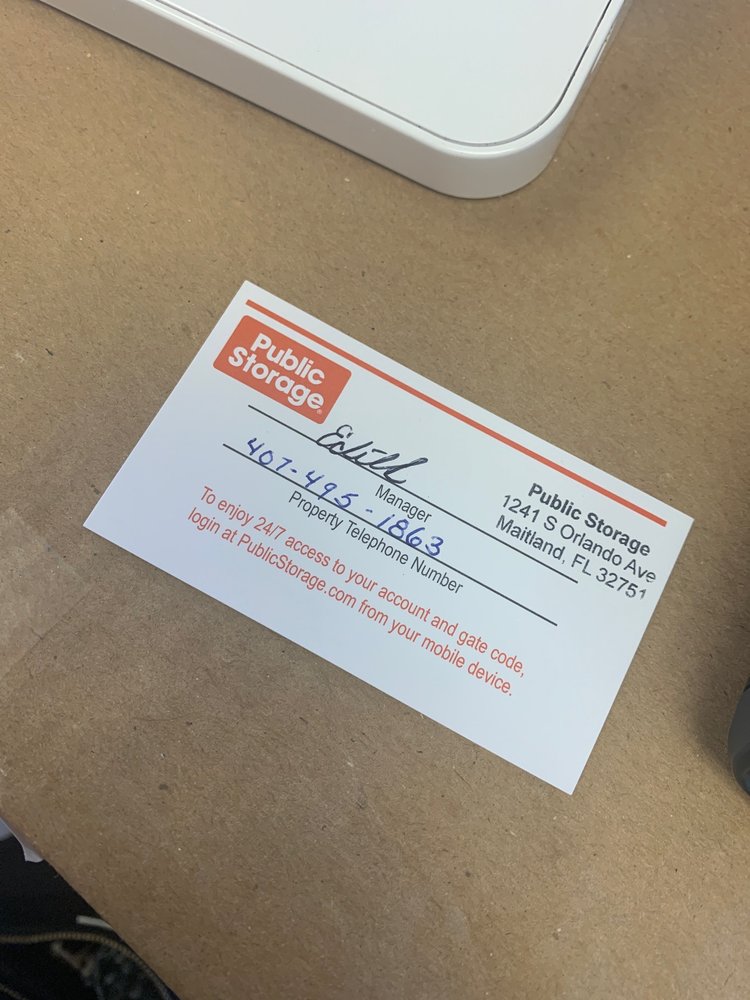 Public
Storage
Edith
Manager
407-495-1863
Property Telephone Number
Public Storage
1241 S Orlando Ave
Maitland, FL 32751
To enjoy 24/7 access to your account and gate code,
login at PublicStorage.com from your mobile device.